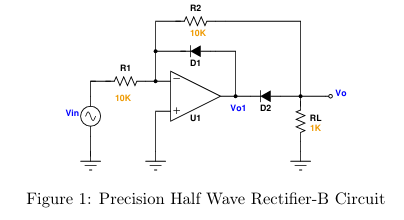 R2
10K
D1
R1
10K
Vin
−
+
U1
Vo1
D2
Vo
RL
1K
Figure 1: Precision Half Wave Rectifier-B Circuit